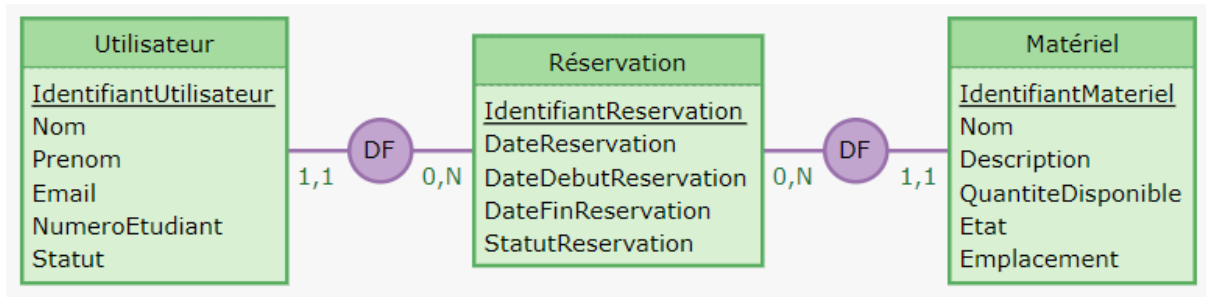 Utilisateur
IdentifiantUtilisateur
Nom
Prenom
Email
NumeroEtudiant
Statut
1,1
DF
0,N
Réservation
IdentifiantReservation
DateReservation
DateDebutReservation
DateFinReservation
StatutReservation
0,N
DF
1,1
Matériel
IdentifiantMateriel
Nom
Description
QuantiteDisponible
Etat
Emplacement